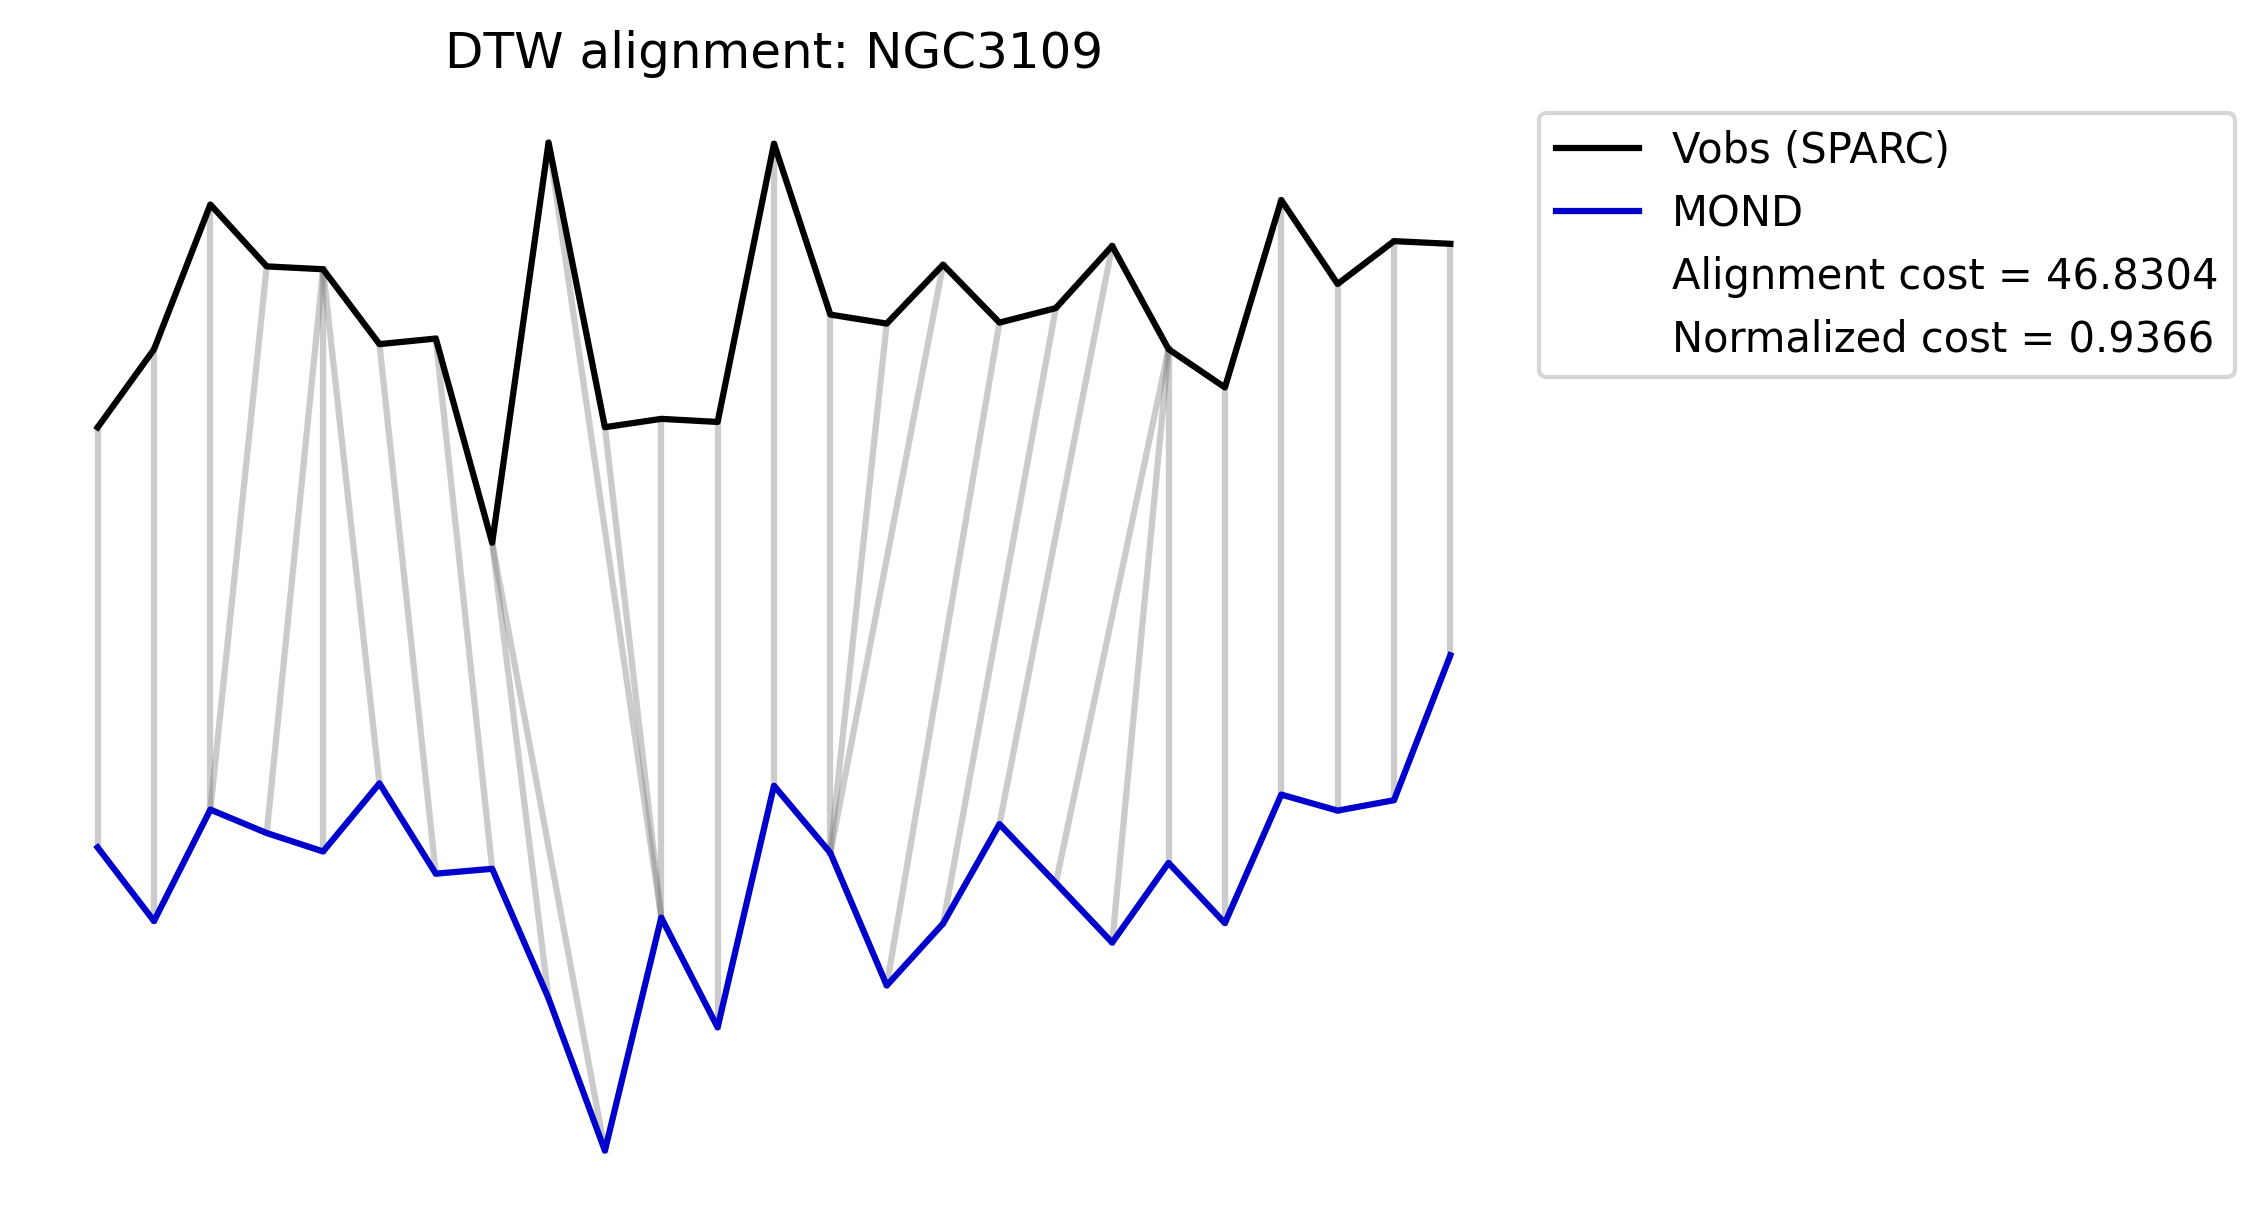 DTW alignment: NGC3109
Vobs (SPARC)
MOND
Alignment cost = 46.8304
Normalized cost = 0.9366